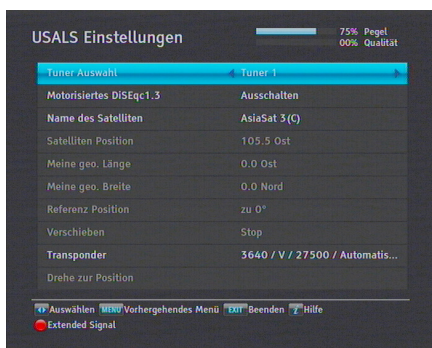 USALS Einstellungen
75% Pegel
00% Qualität
Tuner Auswahl Tuner 1
Motorisiertes DiSEqc1.3 Ausschalten
Name des Satelliten AsiaSat 3(C)
Satelliten Position 105.5 Ost
Meine geo. Länge 0.0 Ost
Meine geo. Breite 0.0 Nord
Referenz Position zu 0°
Verschieben Stop
Transponder 3640 / V / 27500 / Automatis...
Drehe zur Position
Auswählen MENU Vorhergehendes Menü EXIT Beenden i Hilfe
Extended Signal